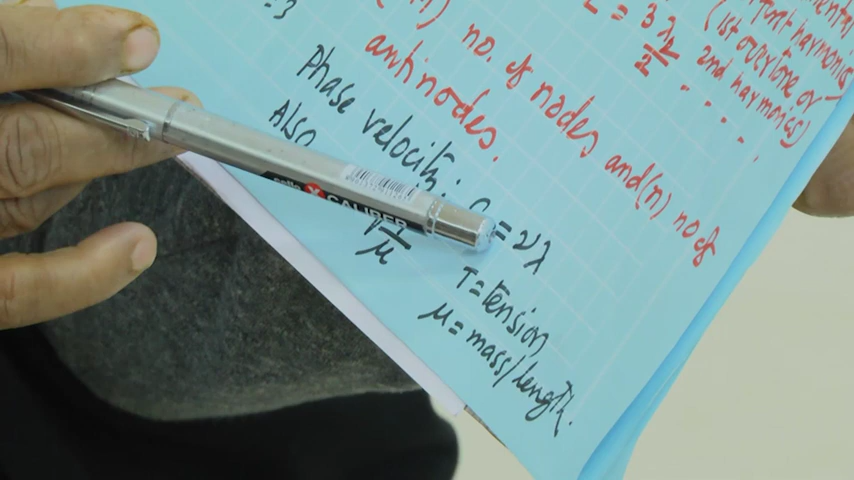 3λ
2
(1st overtone or
2nd harmonics)
no. of nodes and (n) no of
antinodes.
Phase velocity: = νλ
Also
μ
T = tension
μ = mass/length.
cello CALIBER